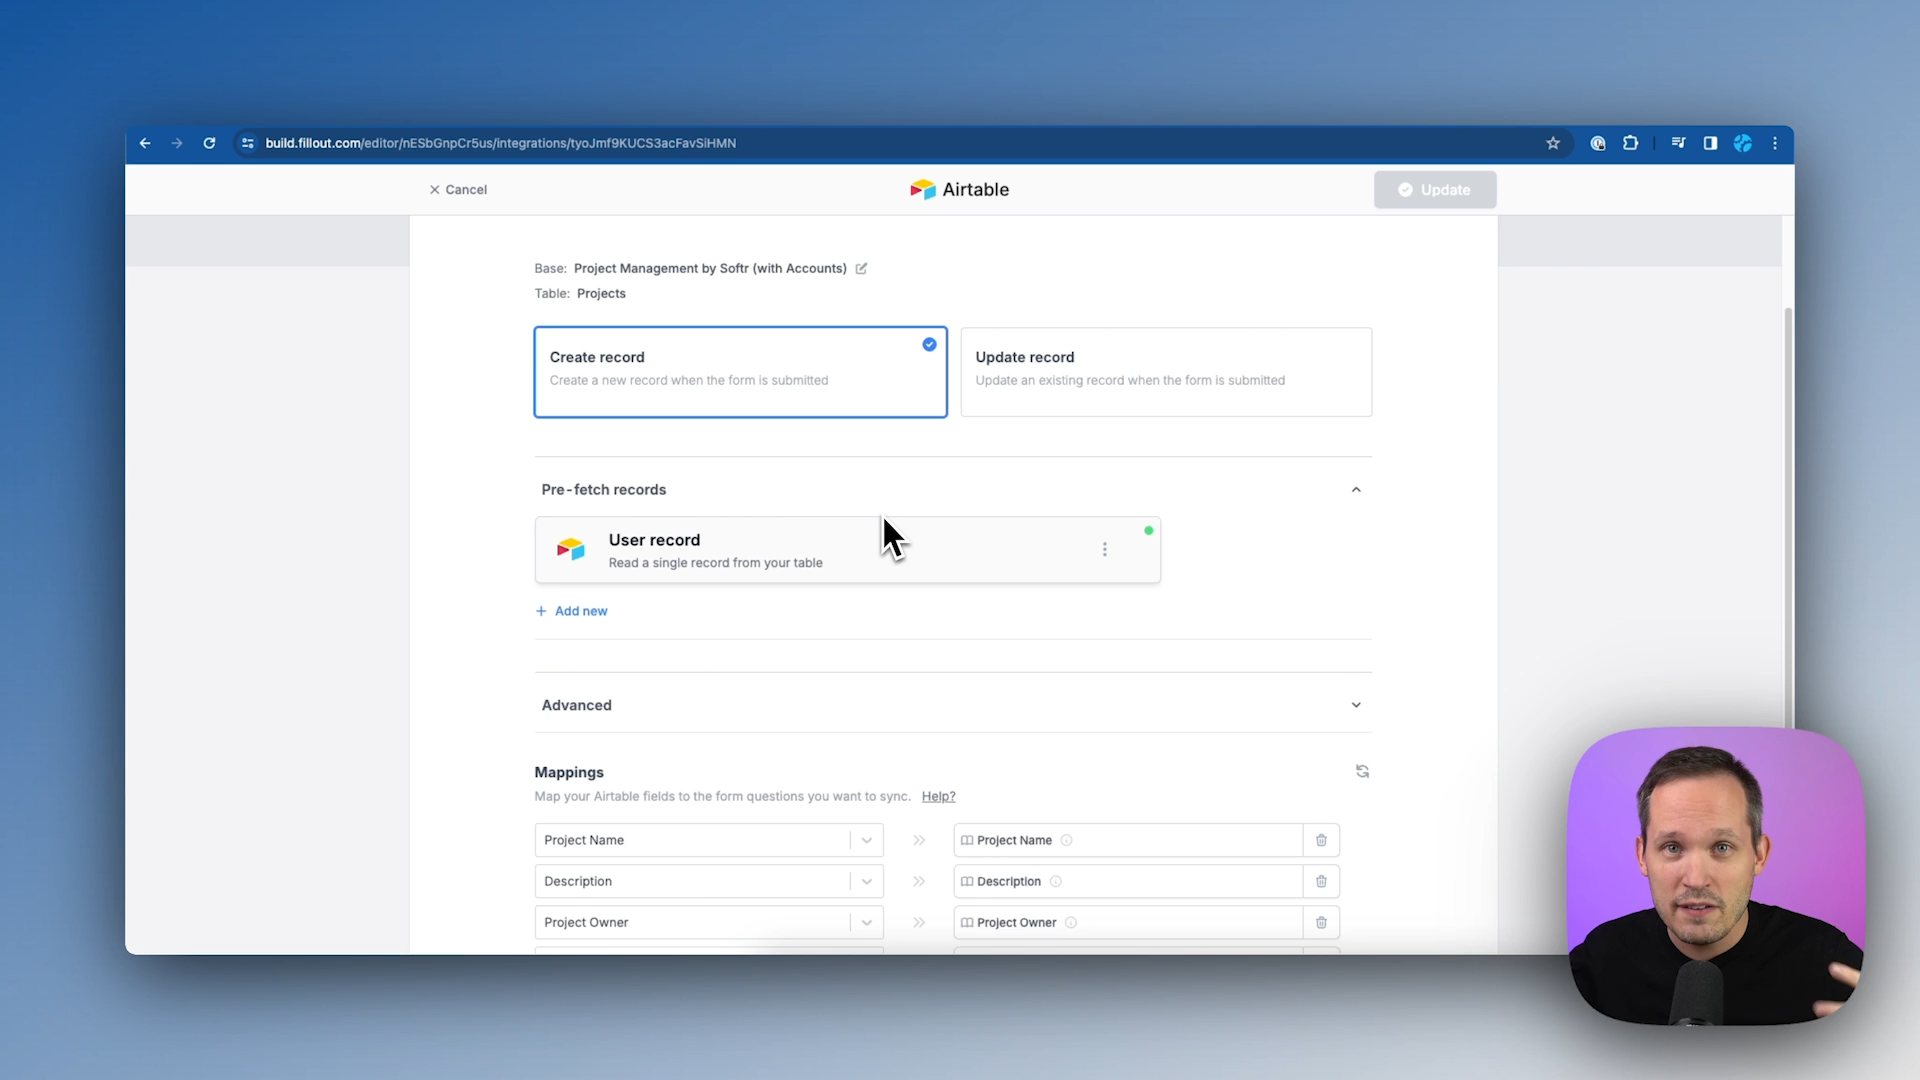 build.fillout.com/editor/nESbGnpCr5us/integrations/tyoJmf9KUCS3acFavSiHMN
Cancel
Airtable
Update
Base: Project Management by Softr (with Accounts)
Table: Projects
Create record
Create a new record when the form is submitted
Update record
Update an existing record when the form is submitted
Pre-fetch records
User record
Read a single record from your table
+ Add new
Advanced
Mappings
Map your Airtable fields to the form questions you want to sync. Help?
Project Name
Project Name
Description
Description
Project Owner
Project Owner